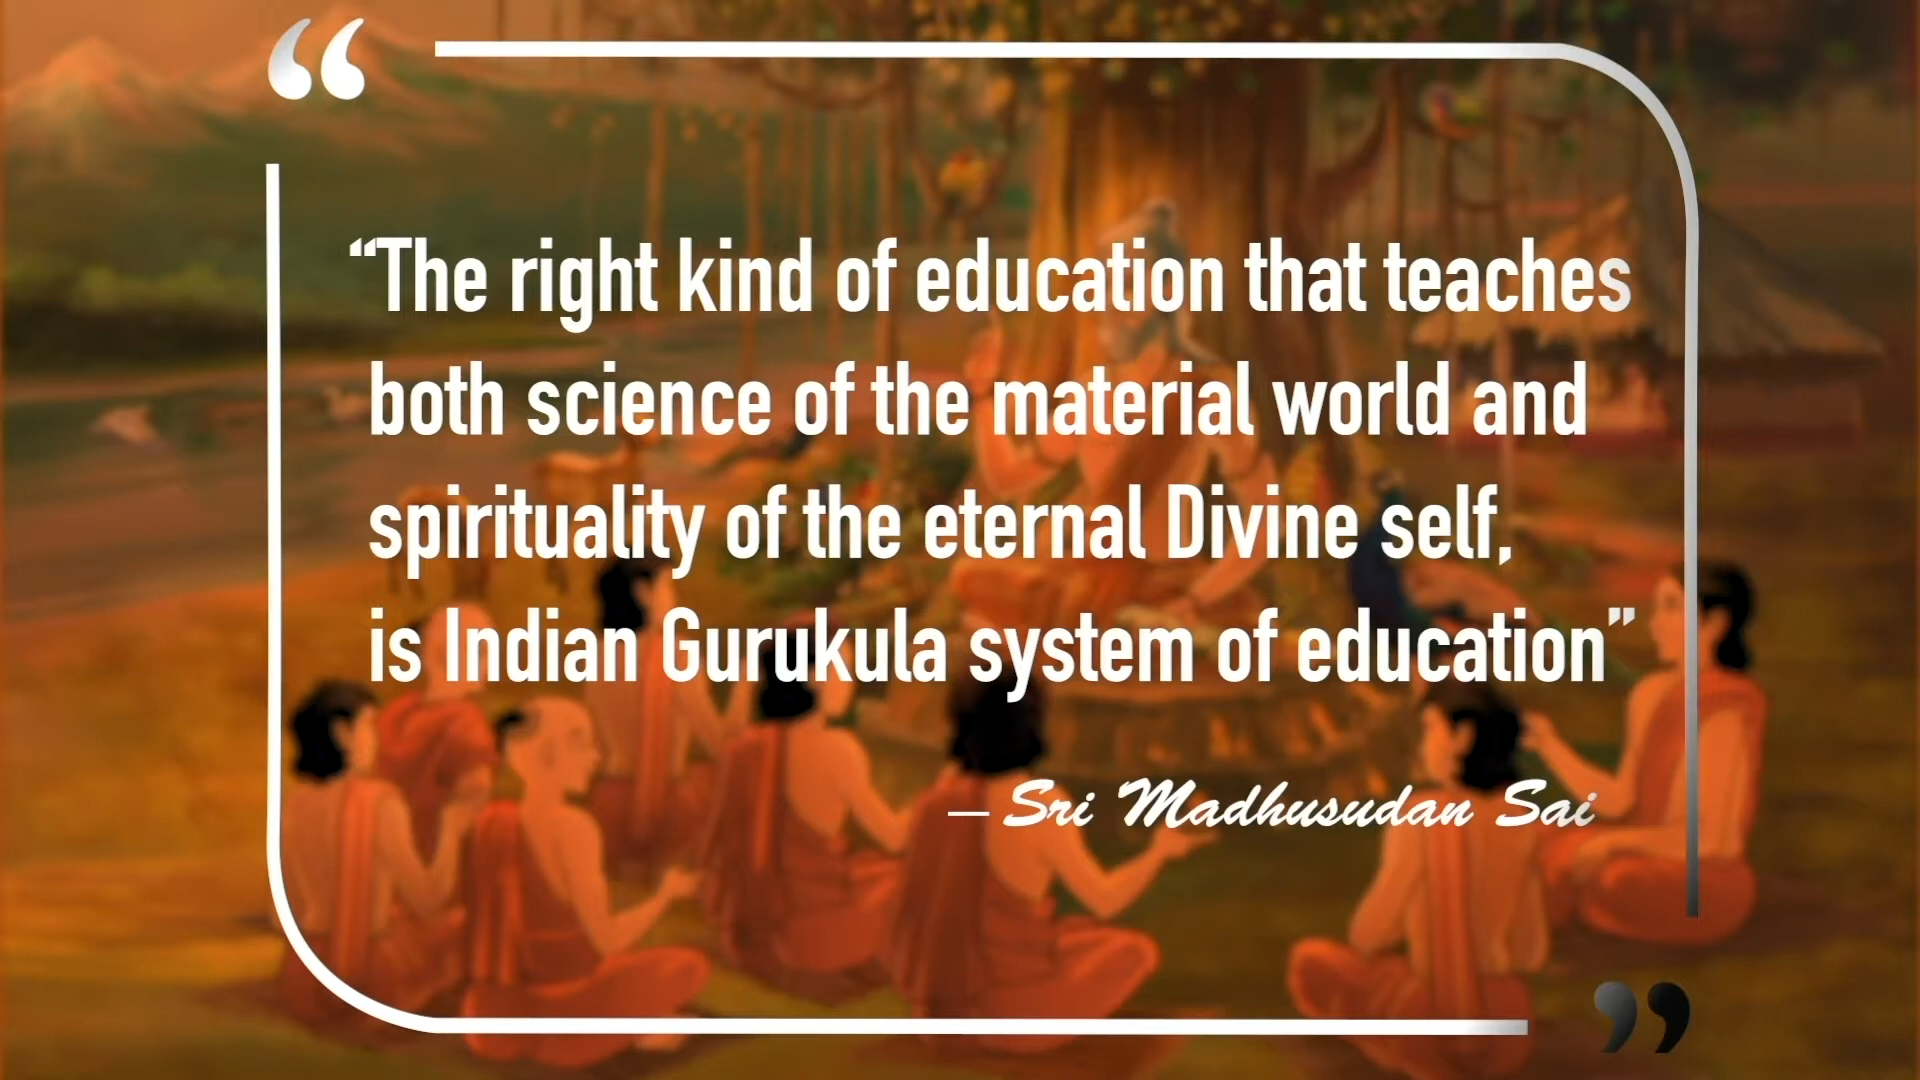 “The right kind of education that teaches
both science of the material world and
spirituality of the eternal Divine self,
is Indian Gurukula system of education”
— Sri Madhusudan Sai